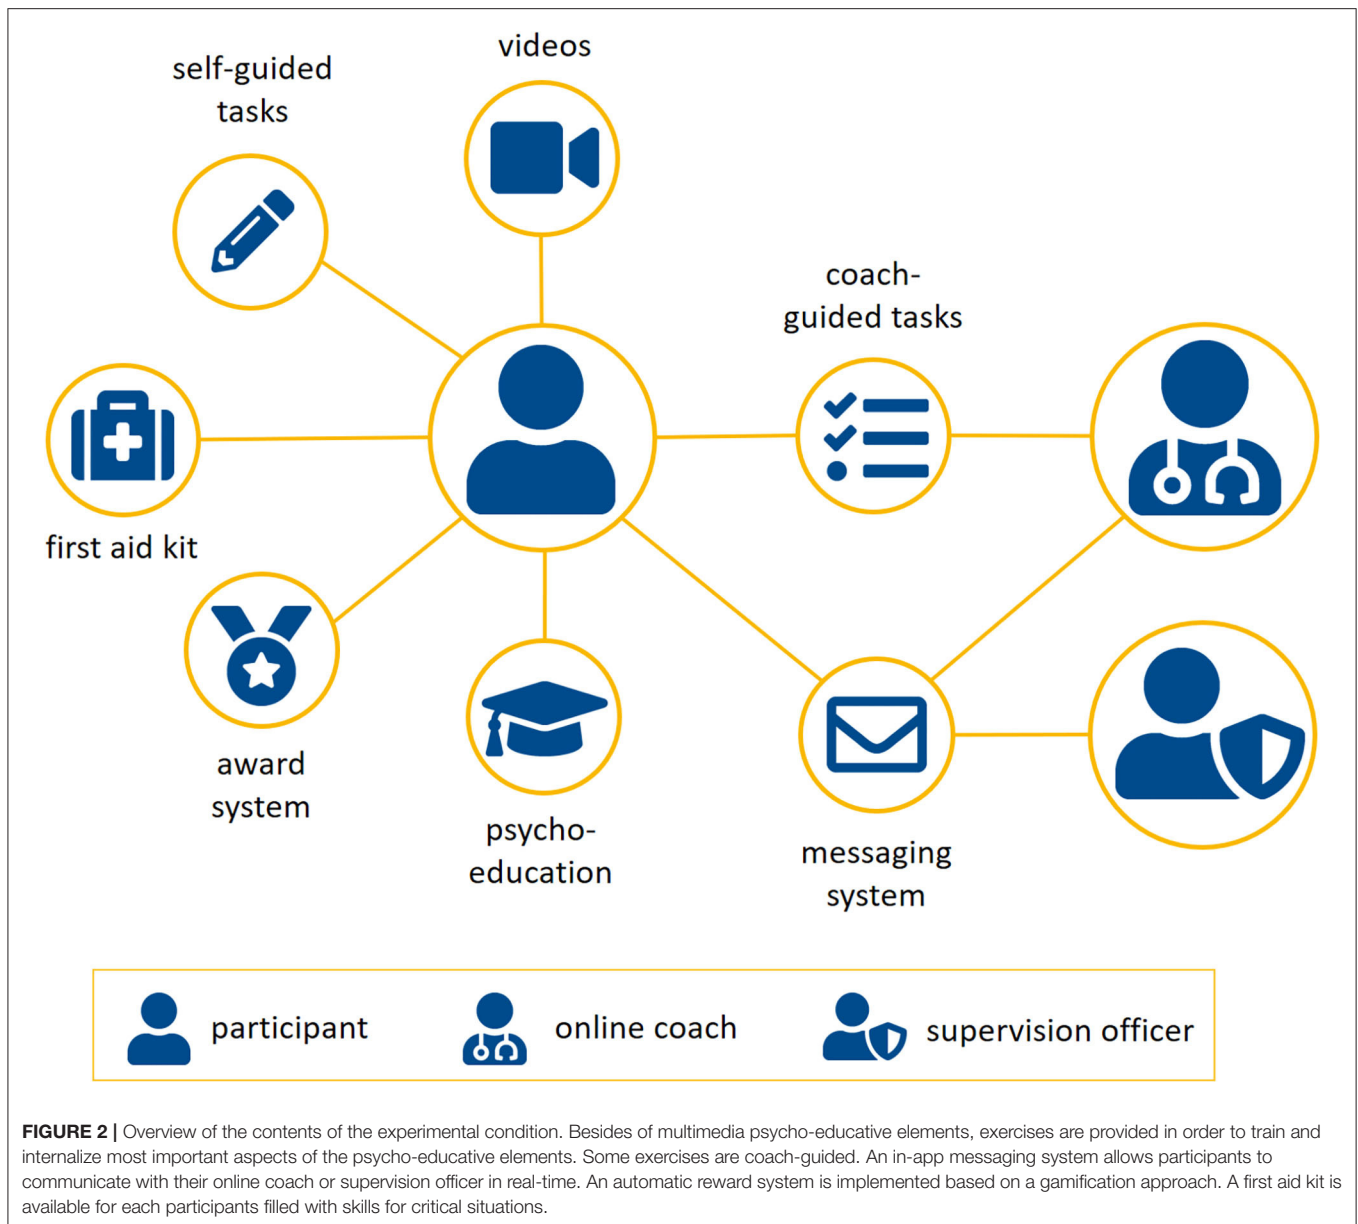 videos
self-guided
tasks
coach-
guided tasks
first aid kit
award
system
psycho-
education
messaging
system
participant
online coach
supervision officer
FIGURE 2 | Overview of the contents of the experimental condition. Besides of multimedia psycho-educative elements, exercises are provided in order to train and
internalize most important aspects of the psycho-educative elements. Some exercises are coach-guided. An in-app messaging system allows participants to
communicate with their online coach or supervision officer in real-time. An automatic reward system is implemented based on a gamification approach. A first aid kit is
available for each participants filled with skills for critical situations.